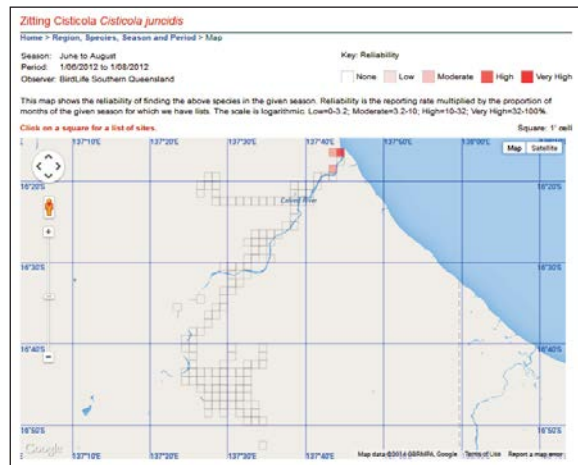 Zitting Cisticola Cisticola juncidis
Home > Region, Species, Season and Period > Map
Season: June to August
Period: 1/06/2012 to 1/08/2012
Observer: BirdLife Southern Queensland
Key: Reliability
None Low Moderate High Very High
This map shows the reliability of finding the above species in the given season. Reliability is the reporting rate multiplied by the proportion of
months of the given season for which we have lists. The scale is logarithmic. Low=0-3.2; Moderate=3.2-10; High=10-32; Very High=32-100%.
Click on a square for a list of sites.
Square: 1' cell
137°10'E 137°20'E 137°30'E 137°40'E 137°50'E 138°00'E
Map Satellite
16°20'S 16°20'S
Calvert River
16°30'S 16°30'S
16°40'S 16°40'S
16°50'S 16°50'S
Google
137°10'E 137°20'E 137°30'E 137°40'E
Map data ©2014 GBRMPA, Google Terms of Use Report a map error